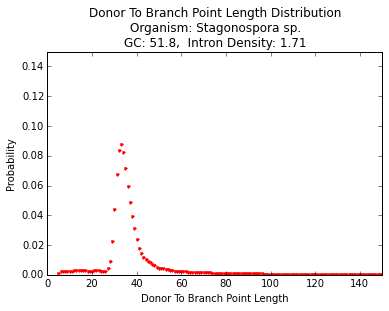 Donor To Branch Point Length Distribution
Organism: Stagonospora sp.
GC: 51.8,  Intron Density: 1.71
0.14
0.12
0.10
0.08
0.06
0.04
0.02
0.00
Probability
0 20 40 60 80 100 120 140
Donor To Branch Point Length